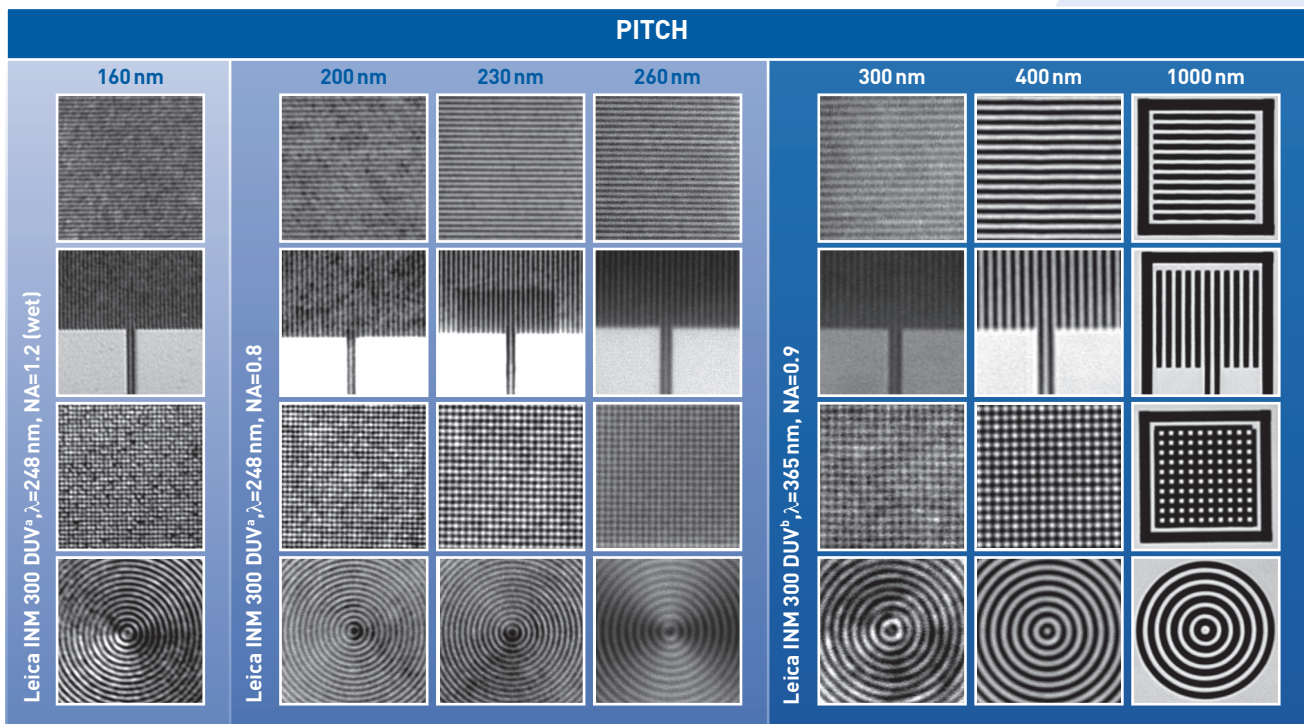 PITCH
160 nm
200 nm
230 nm
260 nm
300 nm
400 nm
1000 nm
Leica INM 300 DUVᵃ, λ=248 nm, NA=1.2 (wet)
Leica INM 300 DUVᵃ, λ=248 nm, NA=0.8
Leica INM 300 DUVᵇ, λ=365 nm, NA=0.9